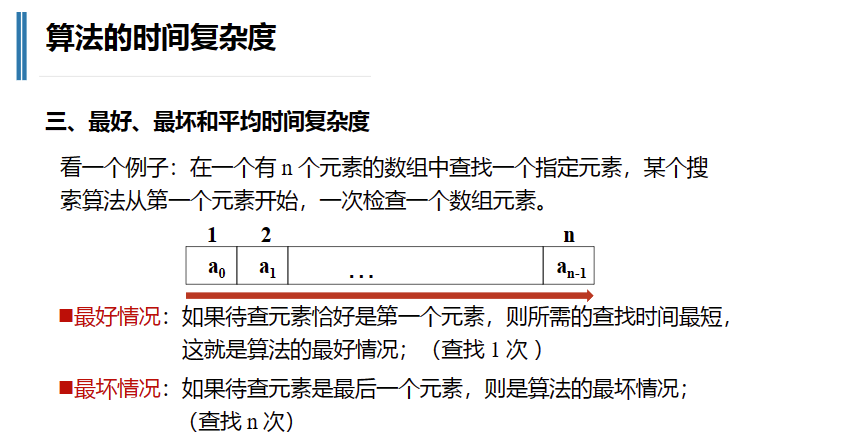 算法的时间复杂度
三、最好、最坏和平均时间复杂度
看一个例子：在一个有 n 个元素的数组中查找一个指定元素，某个搜
索算法从第一个元素开始，一次检查一个数组元素。
1 2 n
a0 a1 ... an-1
■最好情况：如果待查元素恰好是第一个元素，则所需的查找时间最短，
这就是算法的最好情况；（查找 1 次 ）
■最坏情况：如果待查元素是最后一个元素，则是算法的最坏情况；
（查找 n 次）